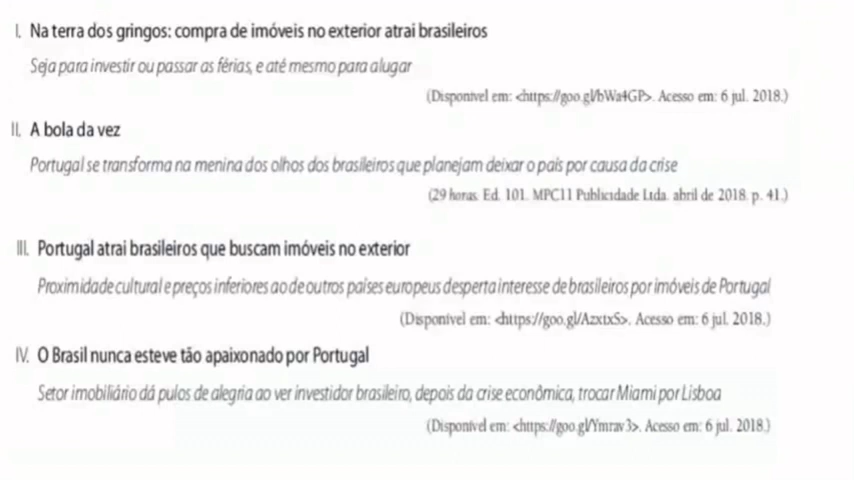 I. Na terra dos gringos: compra de imóveis no exterior atrai brasileiros
Seja para investir ou passar as férias, e até mesmo para alugar
(Disponível em: <https://goo.gl/bWa4GP>. Acesso em: 6 jul. 2018.)
II. A bola da vez
Portugal se transforma na menina dos olhos dos brasileiros que planejam deixar o país por causa da crise
(29 horas. Ed. 101. MPC11 Publicidade Ltda. abril de 2018. p. 41.)
III. Portugal atrai brasileiros que buscam imóveis no exterior
Proximidade cultural e preços inferiores ao de outros países europeus desperta interesse de brasileiros por imóveis de Portugal
(Disponível em: <https://goo.gl/AzxtxS>. Acesso em: 6 jul. 2018.)
IV. O Brasil nunca esteve tão apaixonado por Portugal
Setor imobiliário dá pulos de alegria ao ver investidor brasileiro, depois da crise econômica, trocar Miami por Lisboa
(Disponível em: <https://goo.gl/Ymrav3>. Acesso em: 6 jul. 2018.)